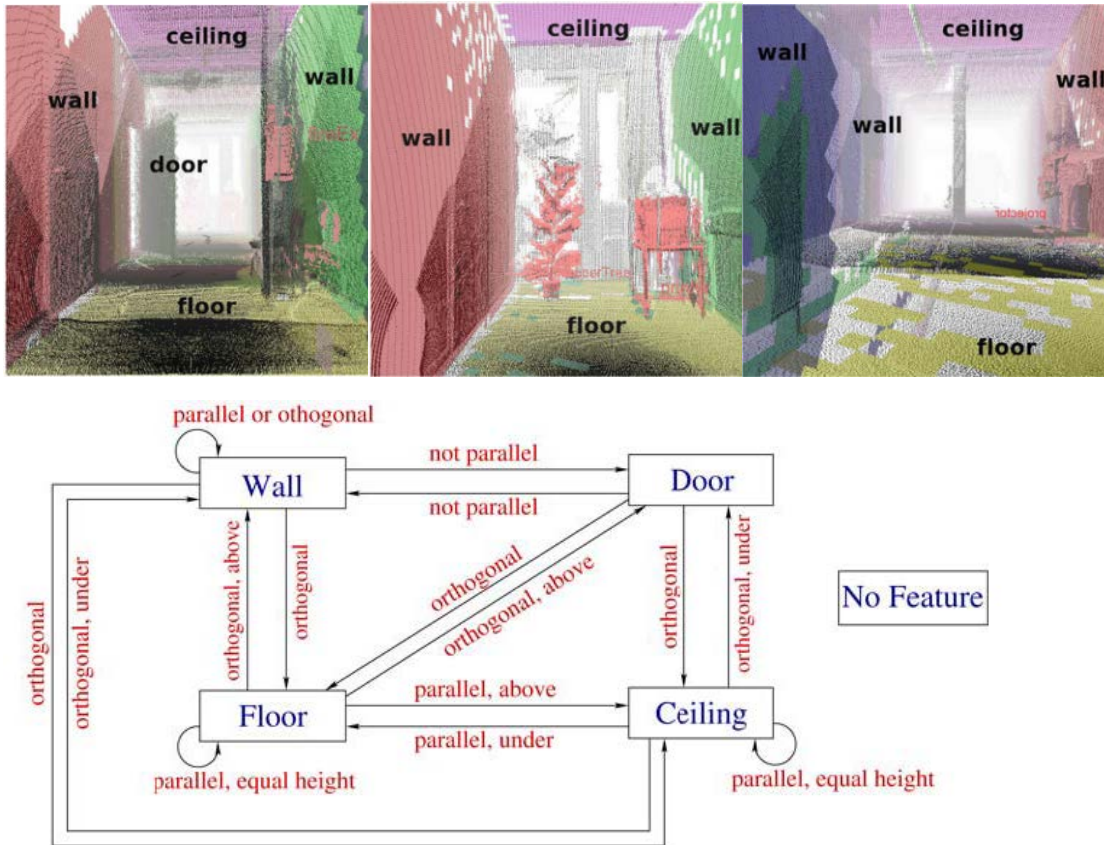 ceiling
wall
wall
door
floor
ceiling
wall
wall
floor
ceiling
wall
wall
wall
projector
floor
parallel or othogonal
Wall
not parallel
not parallel
Door
orthogonal
orthogonal, under
orthogonal, above
orthogonal
orthogonal
orthogonal, above
orthogonal
orthogonal, under
No Feature
Floor
parallel, above
parallel, under
Ceiling
parallel, equal height
parallel, equal height